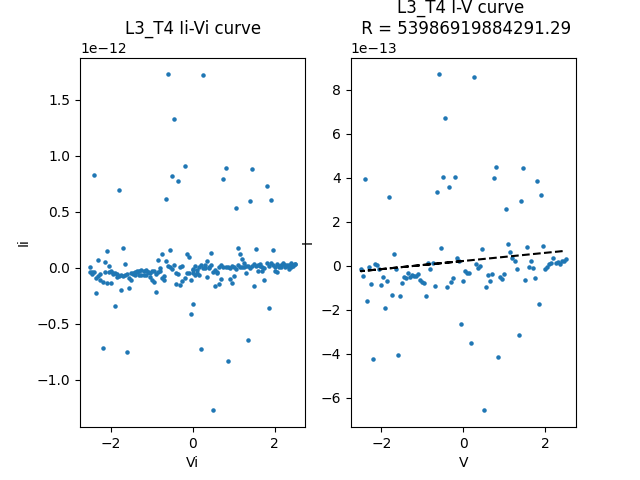 L3_T4 Ii-Vi curve
1e−12
1.5
1.0
0.5
0.0
−0.5
−1.0
Ii
−2
0
2
Vi
L3_T4 I-V curve
R = 53986919884291.29
1e−13
8
6
4
2
0
−2
−4
−6
I
−2
0
2
V